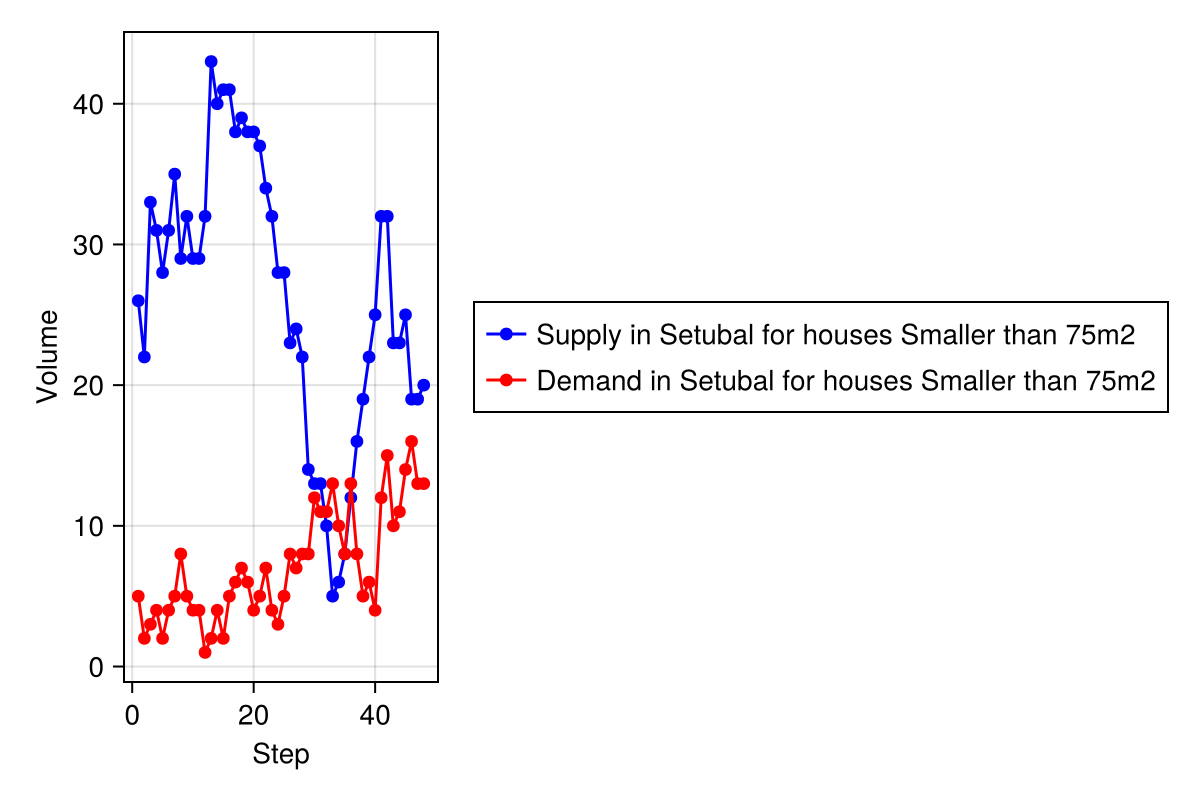 40
30
20
10
0
Volume
0 20 40
Step
Supply in Setubal for houses Smaller than 75m2
Demand in Setubal for houses Smaller than 75m2